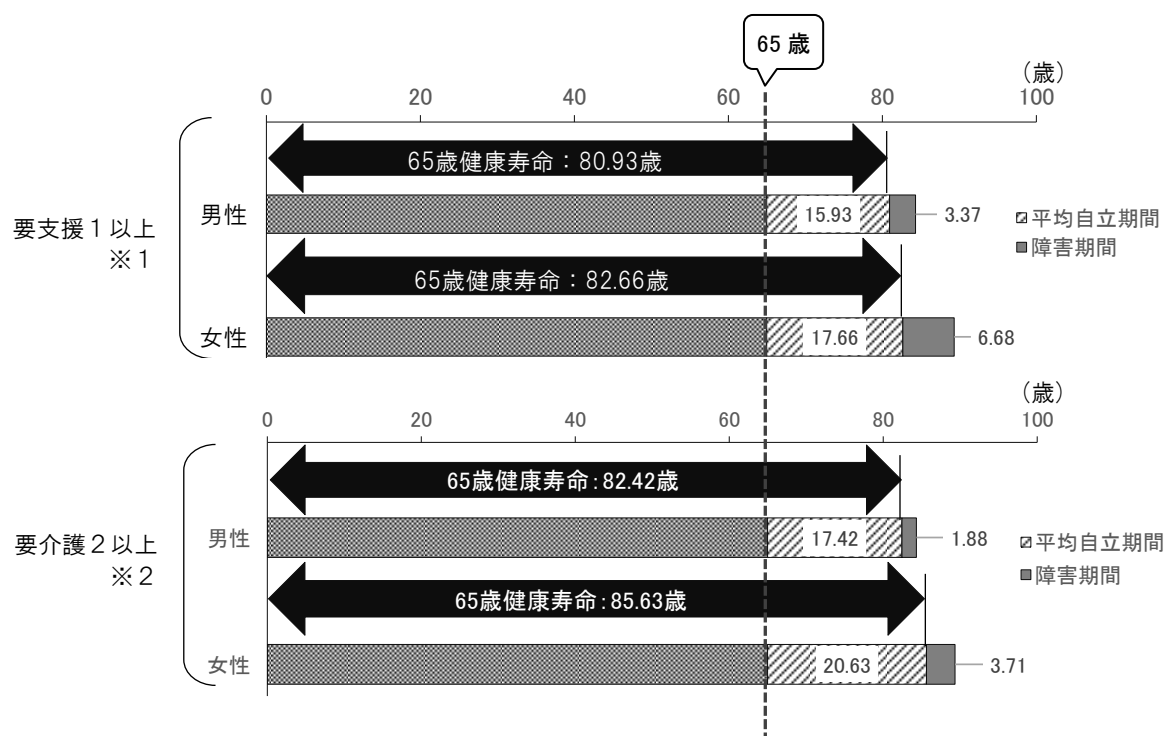 65 歳
(歳)
0 20 40 60 80 100
65歳健康寿命：80.93歳
男性 15.93 3.37
要支援１以上
※１
65歳健康寿命：82.66歳
女性 17.66 6.68
平均自立期間
障害期間
(歳)
0 20 40 60 80 100
65歳健康寿命：82.42歳
男性 17.42 1.88
要介護２以上
※２
65歳健康寿命：85.63歳
女性 20.63 3.71
平均自立期間
障害期間